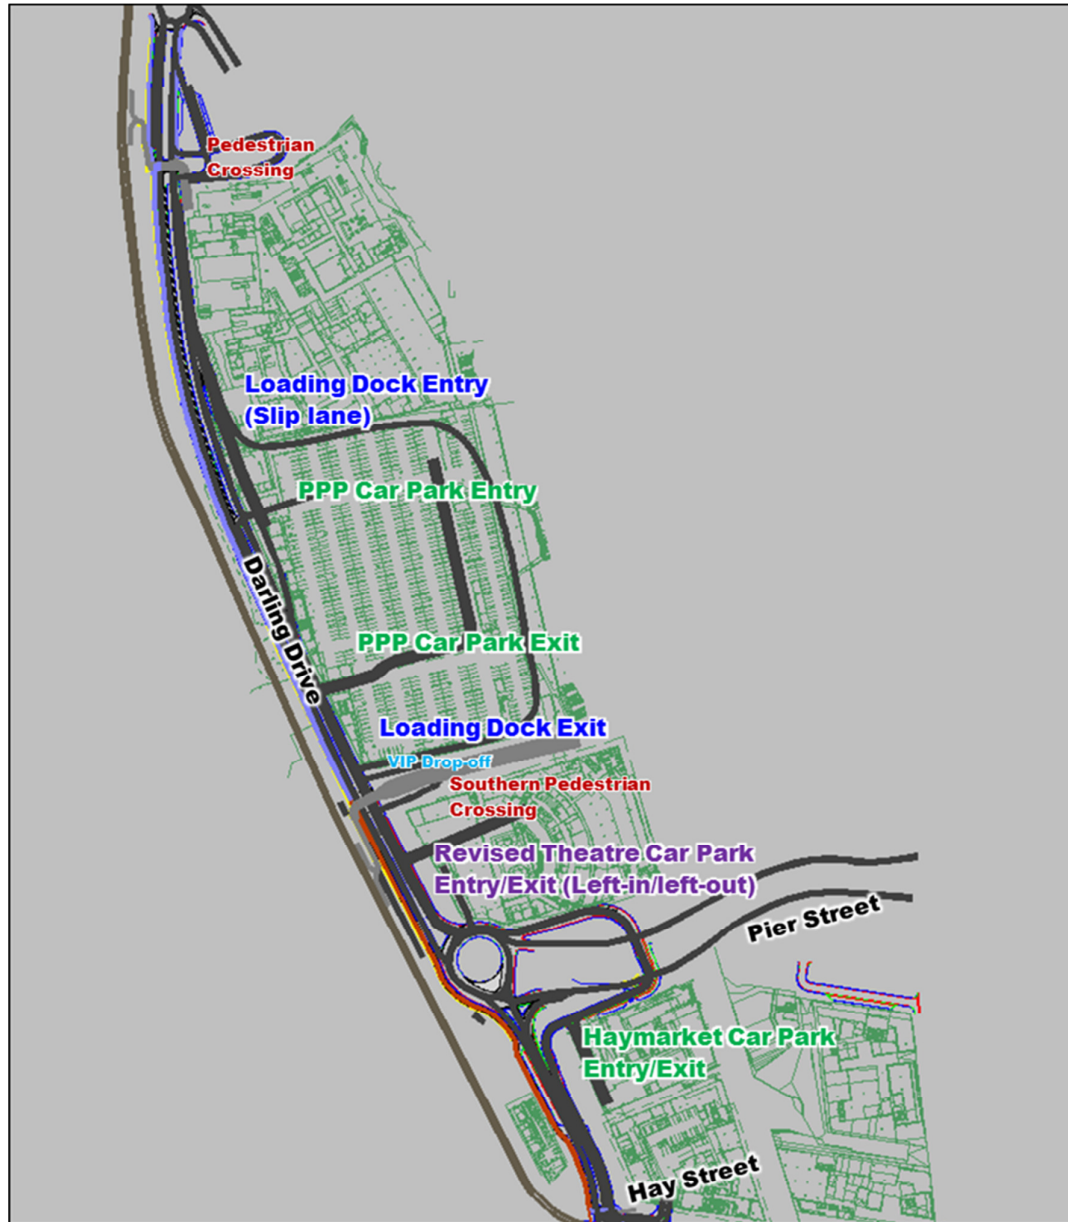 Pedestrian
Crossing
Loading Dock Entry
(Slip lane)
PPP Car Park Entry
Darling Drive
PPP Car Park Exit
Loading Dock Exit
VIP Drop-off
Southern Pedestrian
Crossing
Revised Theatre Car Park
Entry/Exit (Left-in/left-out)
Pier Street
Haymarket Car Park
Entry/Exit
Hay Street